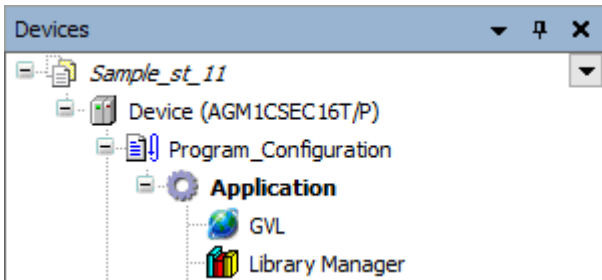 Devices
Sample_st_11
Device (AGM1CSEC16T/P)
Program_Configuration
Application
GVL
Library Manager